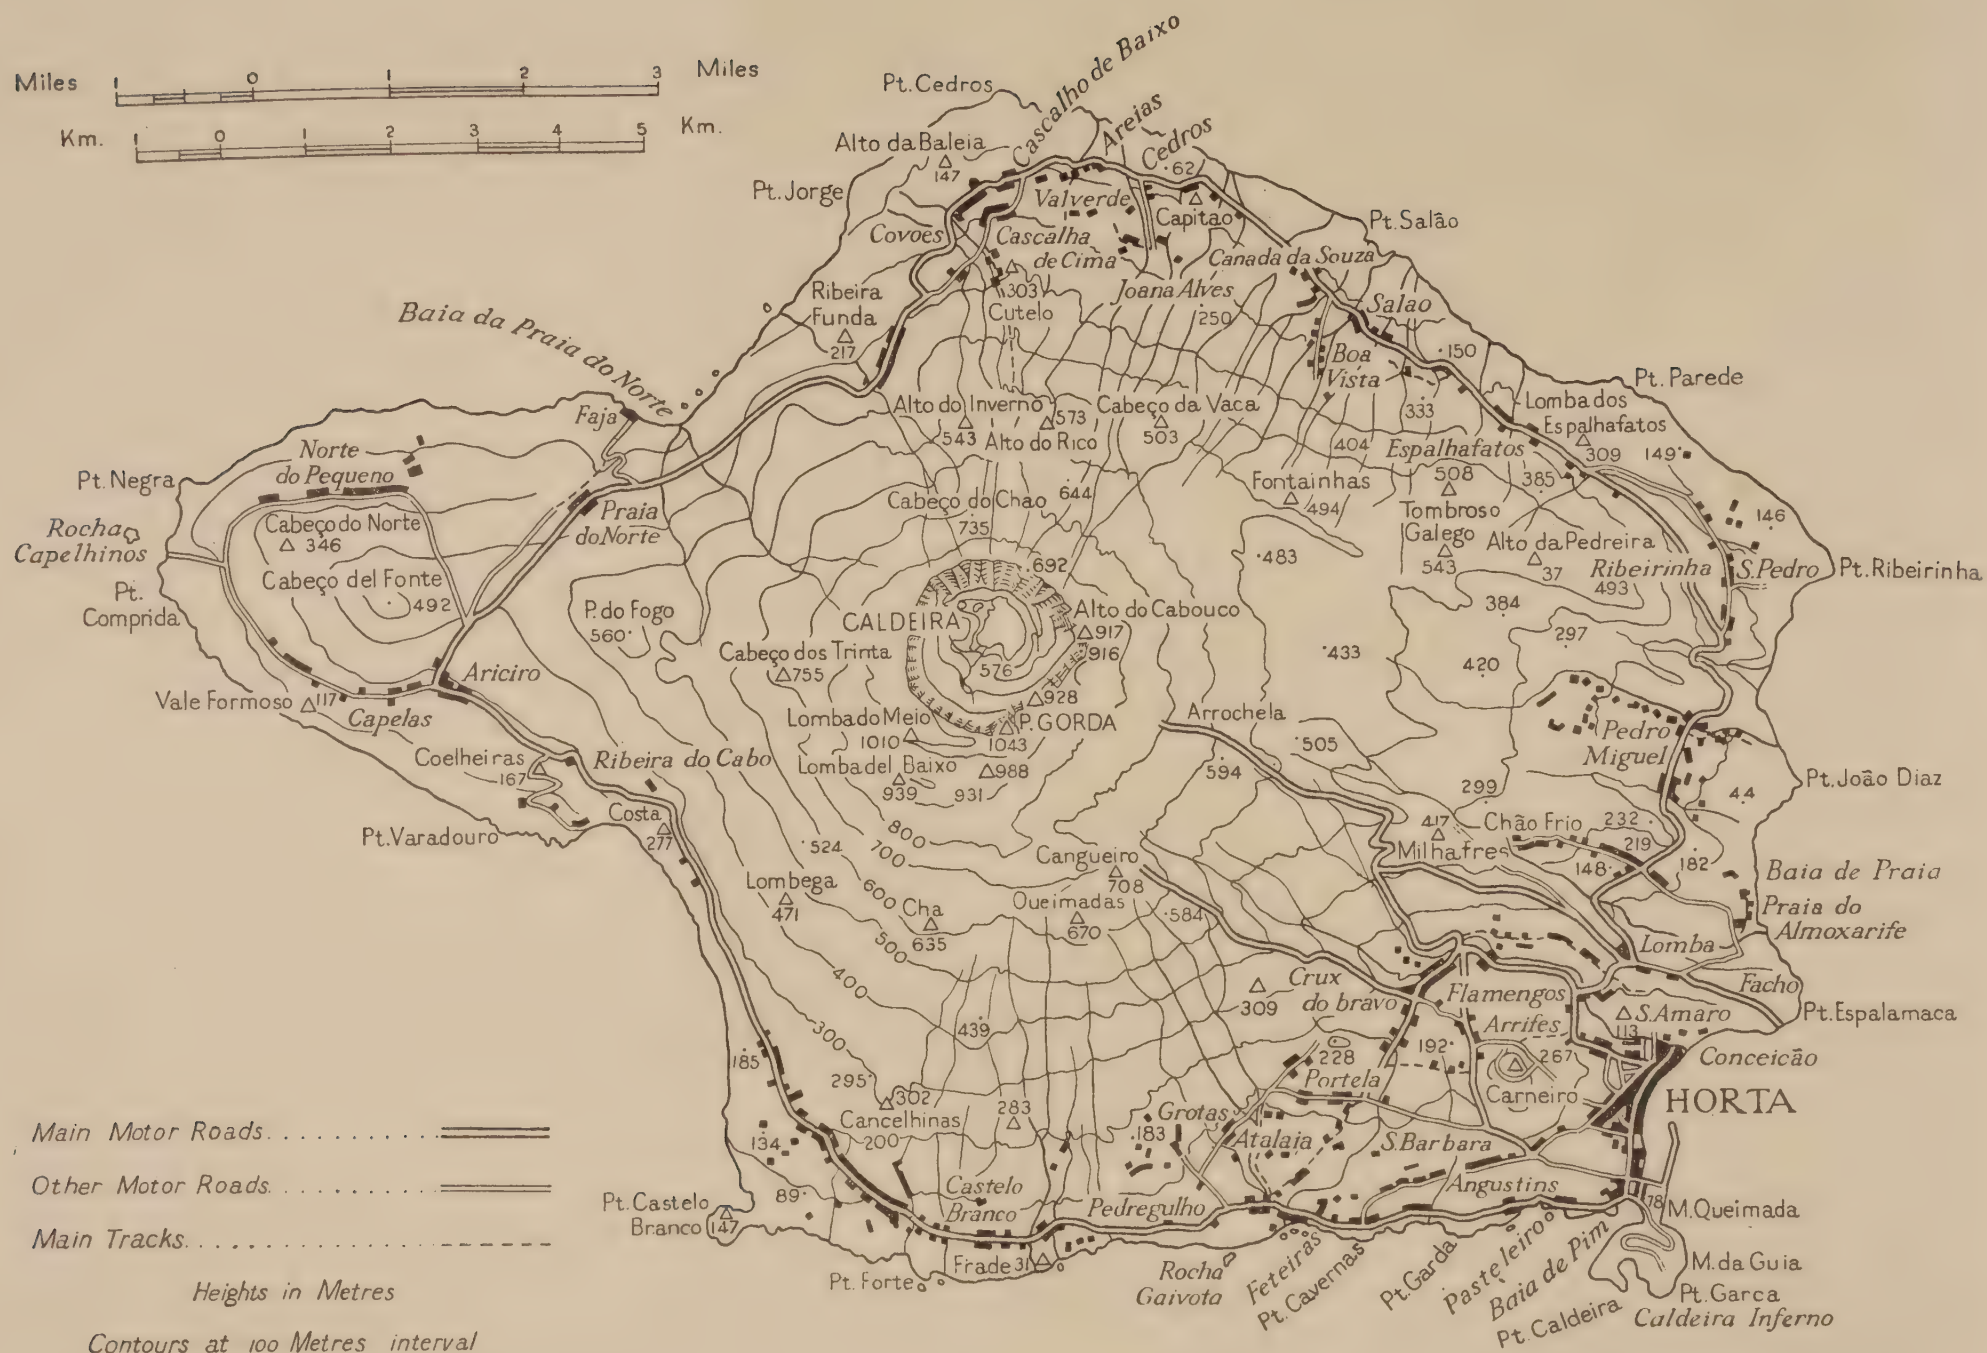 Miles 1 0 1 2 3 Miles
Km. 1 0 1 2 3 4 5 Km.
Pt. Cedros
Cascalho de Baixo
Areias
Cedros
Alto da Baleia
147
.62
Pt. Jorge
Valverde
Capitao
Pt. Salão
Covoes
Cascalha
de Cima
Canada da Souza
303
Cutelo
Joana Alves
.250
Salao
Ribeira
Funda
217
Baia da Praia do Norte
Boa
Vista
.150
Pt. Parede
Faja
Alto do Inverno
543
573
Alto do Rico
Cabeço da Vaca
503
333
Lomba dos
Espalhafatos
309
149
404
Espalhafatos
Norte
do Pequeno
Pt. Negra
Fontainhas
494
508
Tombroso
385
146
Cabeço do Chao
735
.644
Praia
do Norte
Rocha
Capelhinos
Cabeço do Norte
346
Galego
543
Alto da Pedreira
37
Ribeirinha
493
S. Pedro
Pt. Ribeirinha
.483
.692
Pt.
Comprida
Cabeço del Fonte
492
P. do Fogo
560.
CALDEIRA
576
Alto do Cabouco
917
916
384
297
.433
420
Cabeço dos Trinta
755
928
Ariciro
Vale Formoso
117
Capelas
Lomba do Meio
1010
P. GORDA
1043
Arrochela
Pedro
Miguel
.505
594
Coelheiras
167
Ribeira do Cabo
Lomba del Baixo
939
931
988
Pt. João Diaz
299
44
Pt. Varadouro
Costa
277
800
700
600
500
400
300
200
.524
417
Milhafres
Chão Frio
232
219
148
182
Baia de Praia
Cangueiro
708
Lombega
471
Cha
635
Queimadas
670
.584
Praia do
Almoxarife
Lomba
Facho
309
Crux
do bravo
Flamengos
Arrifes
S. Amaro
113
Pt. Espalamaca
439
185
295
302
Cancelhinas
283
228
192
267
Carneiro
Conceicão
HORTA
Portela
Grotas
.183
Atalaia
S. Barbara
Angustins
134
89
Castelo
Branco
Pedregulho
Pt. Castelo
Branco
147
78
M. Queimada
Frade 31
Pt. Forte
Rocha
Gaivota
Feteiras
Pt. Cavernas
Pt. Garda
Pasteleiro
Baia de Pim
Pt. Caldeira
M. da Guia
Pt. Garca
Caldeira Inferno
Main Motor Roads
Other Motor Roads
Main Tracks
Heights in Metres
Contours at 100 Metres interval